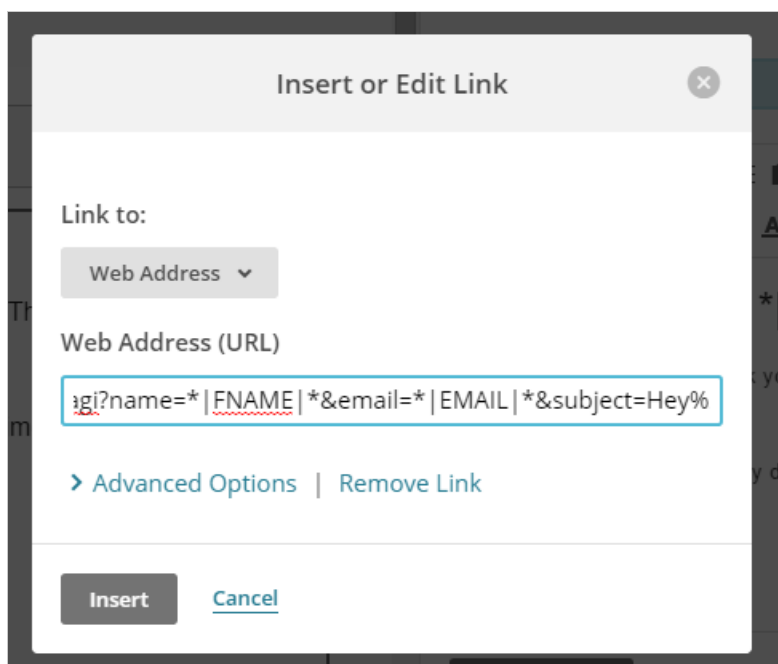 Insert or Edit Link
Link to:
Web Address
Web Address (URL)
agi?name=*|FNAME|*&email=*|EMAIL|*&subject=Hey%
Advanced Options | Remove Link
Insert Cancel